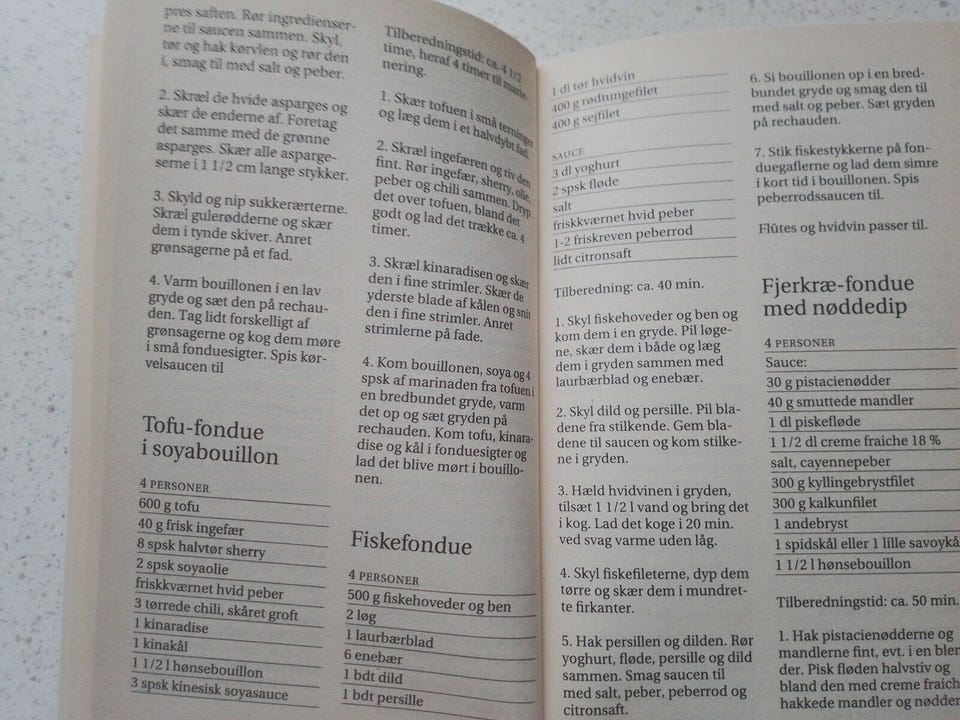 pres saften. Rør ingredienser-
ne til saucen sammen. Skyl,
tør og hak kørvlen og rør den
i, smag til med salt og peber.
2. Skræl de hvide asparges og
skær de enderne af. Foretag
det samme med de grønne
asparges. Skær alle asparge-
serne i 1 1/2 cm lange stykker.
3. Skyld og nip sukkerærterne.
Skræl gulerødderne og skær
dem i tynde skiver. Anret
grønsagerne på et fad.
4. Varm bouillonen i en lav
gryde og sæt den på rechau-
den. Tag lidt forskelligt af
grønsagerne og kog dem møre
i små fonduesigter. Spis kør-
velsaucen til
Tofu-fondue
i soyabouillon
4 PERSONER
600 g tofu
40 g frisk ingefær
8 spsk halvtør sherry
2 spsk soyaolie
friskkværnet hvid peber
3 tørrede chili, skåret groft
1 kinaradise
1 kinakål
1 1/2 l hønsebouillon
3 spsk kinesisk soyasauce
Tilberedningstid: ca. 4 1/2
time, heraf 4 timer til mari-
nering.
1. Skær tofuen i små terninger
og læg dem i et halvdybt fad.
2. Skræl ingefæren og riv den
fint. Rør ingefær, sherry, olie,
peber og chili sammen. Dryp
det over tofuen, bland det
godt og lad det trække ca. 4
timer.
3. Skræl kinaradisen og skær
den i fine strimler. Skær de
yderste blade af kålen og snit
den i fine strimler. Anret
strimlerne på fade.
4. Kom bouillonen, soya og 4
spsk af marinaden fra tofuen i
en bredbundet gryde, varm
det op og sæt gryden på
rechauden. Kom tofu, kinara-
dise og kål i fonduesigter og
lad det blive mørt i bouillo-
nen.
Fiskefondue
4 PERSONER
500 g fiskehoveder og ben
2 løg
1 laurbærblad
6 enebær
1 bdt dild
1 bdt persille
1 dl tør hvidvin
400 g rødtungefilet
400 g sejfilet
SAUCE
3 dl yoghurt
2 spsk fløde
salt
friskkværnet hvid peber
1-2 friskreven peberrod
lidt citronsaft
Tilberedning: ca. 40 min.
1. Skyl fiskehoveder og ben og
kom dem i en gryde. Pil løge-
ne, skær dem i både og læg
dem i gryden sammen med
laurbærblad og enebær.
2. Skyl dild og persille. Pil bla-
dene fra stilkende. Gem bla-
dene til saucen og kom stilke-
ne i gryden.
3. Hæld hvidvinen i gryden,
tilsæt 1 1/2 l vand og bring det
i kog. Lad det koge i 20 min.
ved svag varme uden låg.
4. Skyl fiskefileterne, dyp dem
tørre og skær dem i mundret-
te firkanter.
5. Hak persillen og dilden. Rør
yoghurt, fløde, persille og dild
sammen. Smag saucen til
med salt, peber, peberrod og
citronsaft.
6. Si bouillonen op i en bred-
bundet gryde og smag den til
med salt og peber. Sæt gryden
på rechauden.
7. Stik fiskestykkerne på fon-
duegaflerne og lad dem simre
i kort tid i bouillonen. Spis
peberrodssaucen til.
Flûtes og hvidvin passer til.
Fjerkræ-fondue
med nøddedip
4 PERSONER
Sauce:
30 g pistacienødder
40 g smuttede mandler
1 dl piskefløde
1 1/2 dl creme fraiche 18 %
salt, cayennepeber
300 g kyllingebrystfilet
300 g kalkunfilet
1 andebryst
1 spidskål eller 1 lille savoykå
1 1/2 l hønsebouillon
Tilberedningstid: ca. 50 min.
1. Hak pistacienødderne og
mandlerne fint, evt. i en blen-
der. Pisk fløden halvstiv og
bland den med creme fraiche
hakkede mandler og nødder